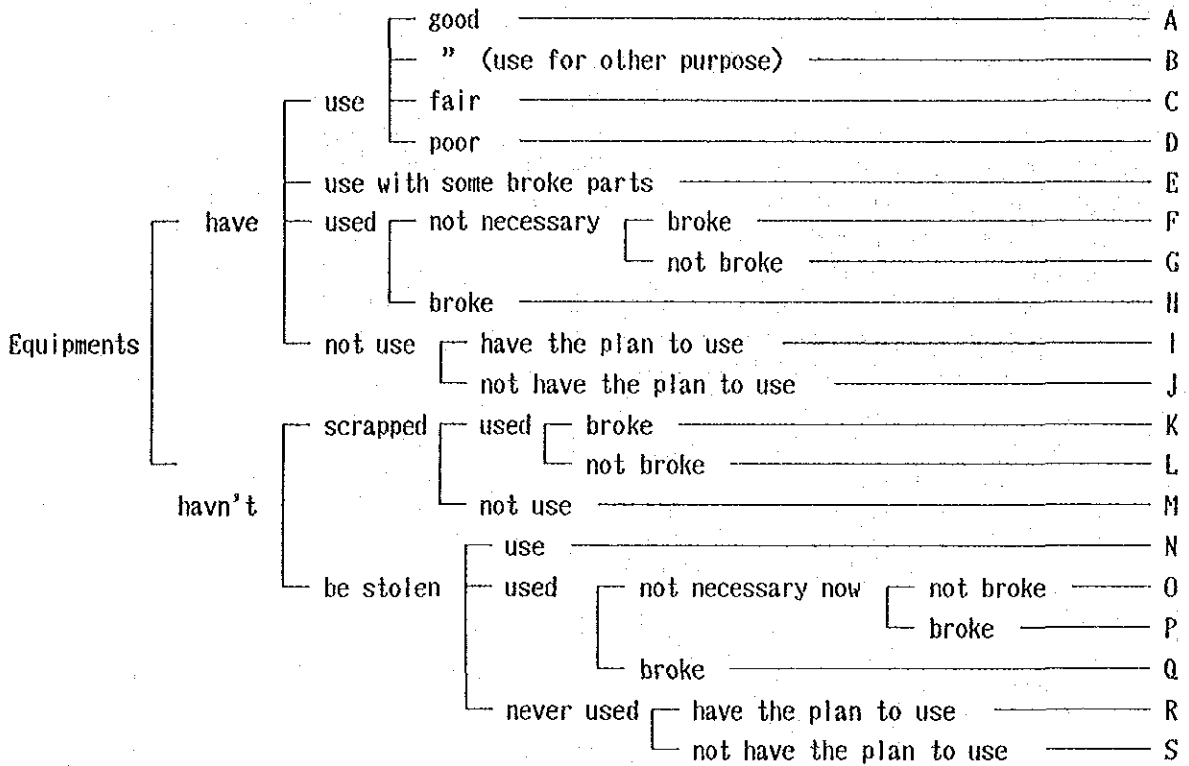 good A
” (use for other purpose) B
use fair C
poor D
use with some broke parts E
have used not necessary broke F
not broke G
broke H
Equipments not use have the plan to use I
not have the plan to use J
scrapped used broke K
not broke L
havn't not use M
use N
be stolen used not necessary now not broke O
broke P
broke Q
never used have the plan to use R
not have the plan to use S